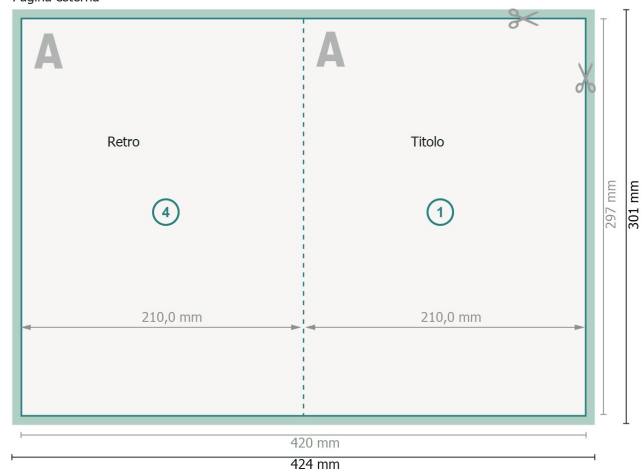 Pagina esterna
A
A
Retro
Titolo
4
1
210,0 mm
210,0 mm
297 mm
301 mm
420 mm
424 mm